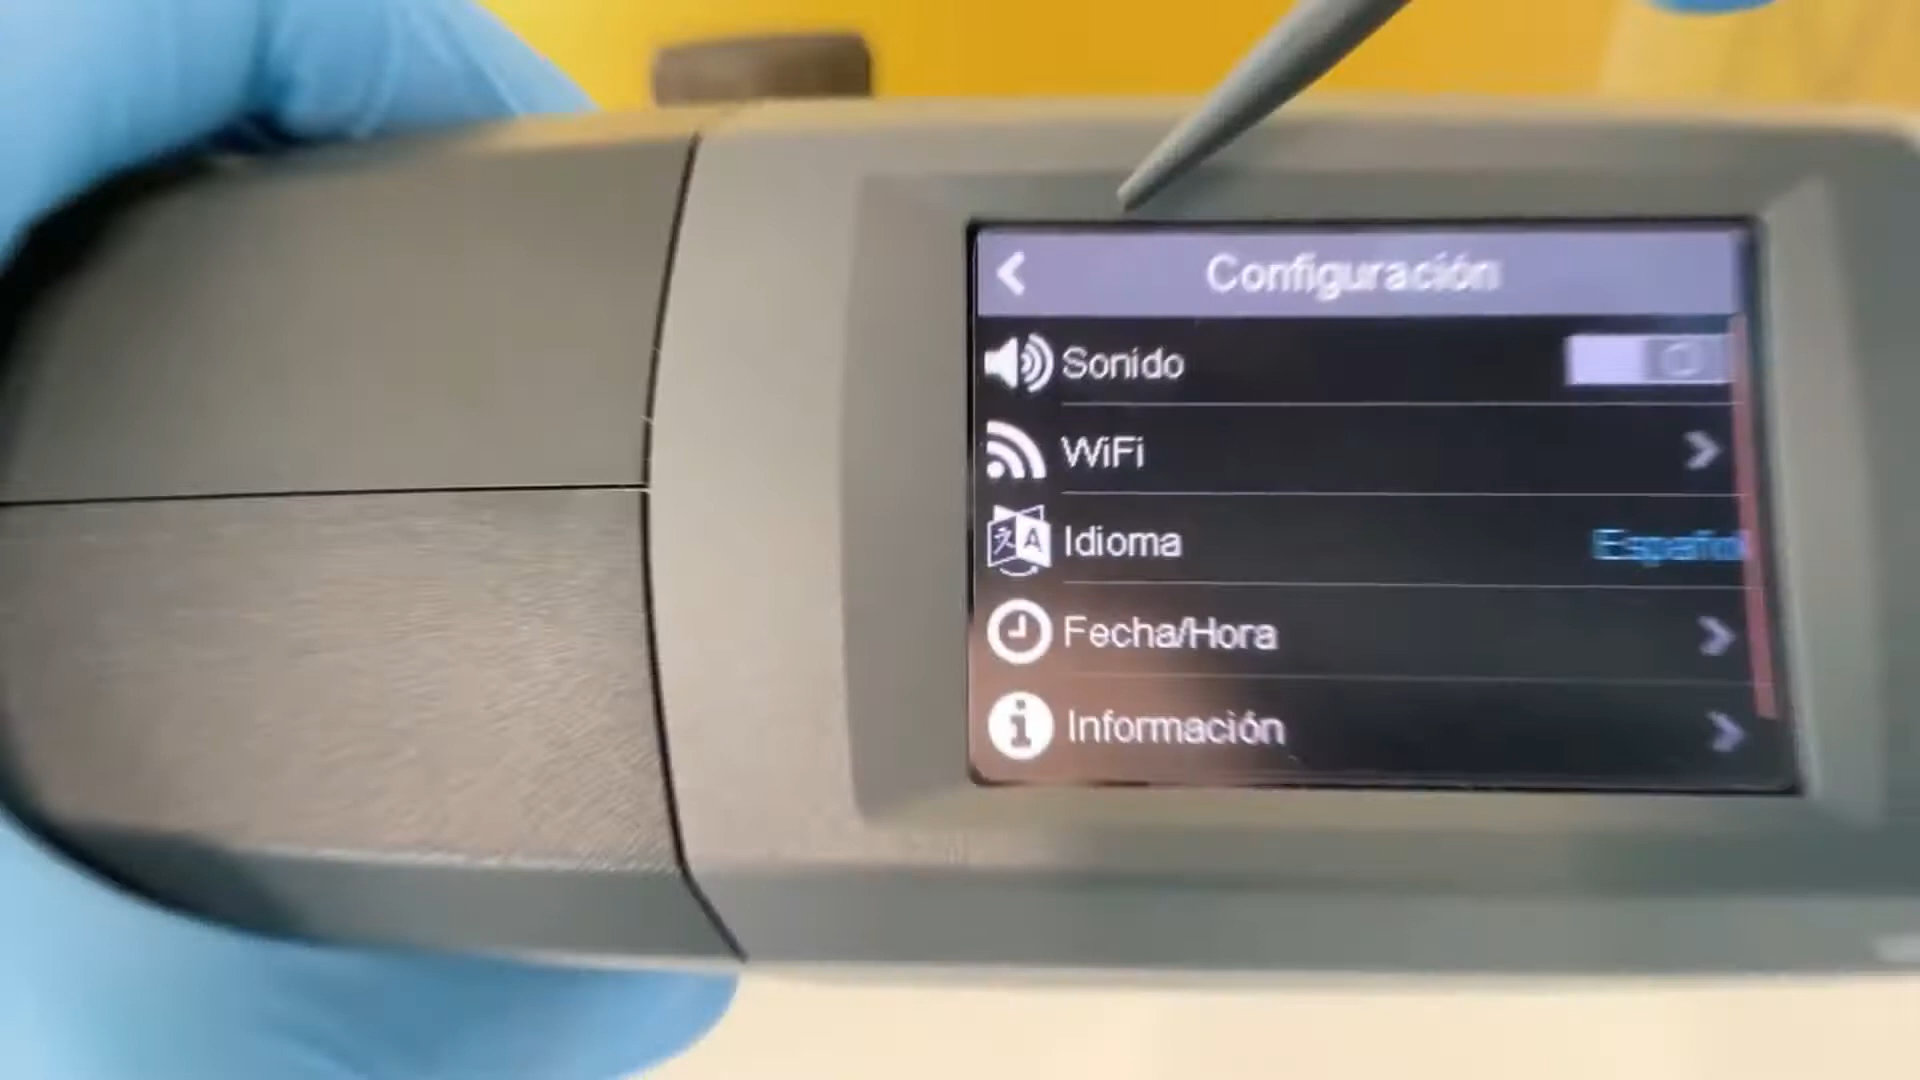 Configuración
Sonido
WiFi
Idioma Español
Fecha/Hora
Información